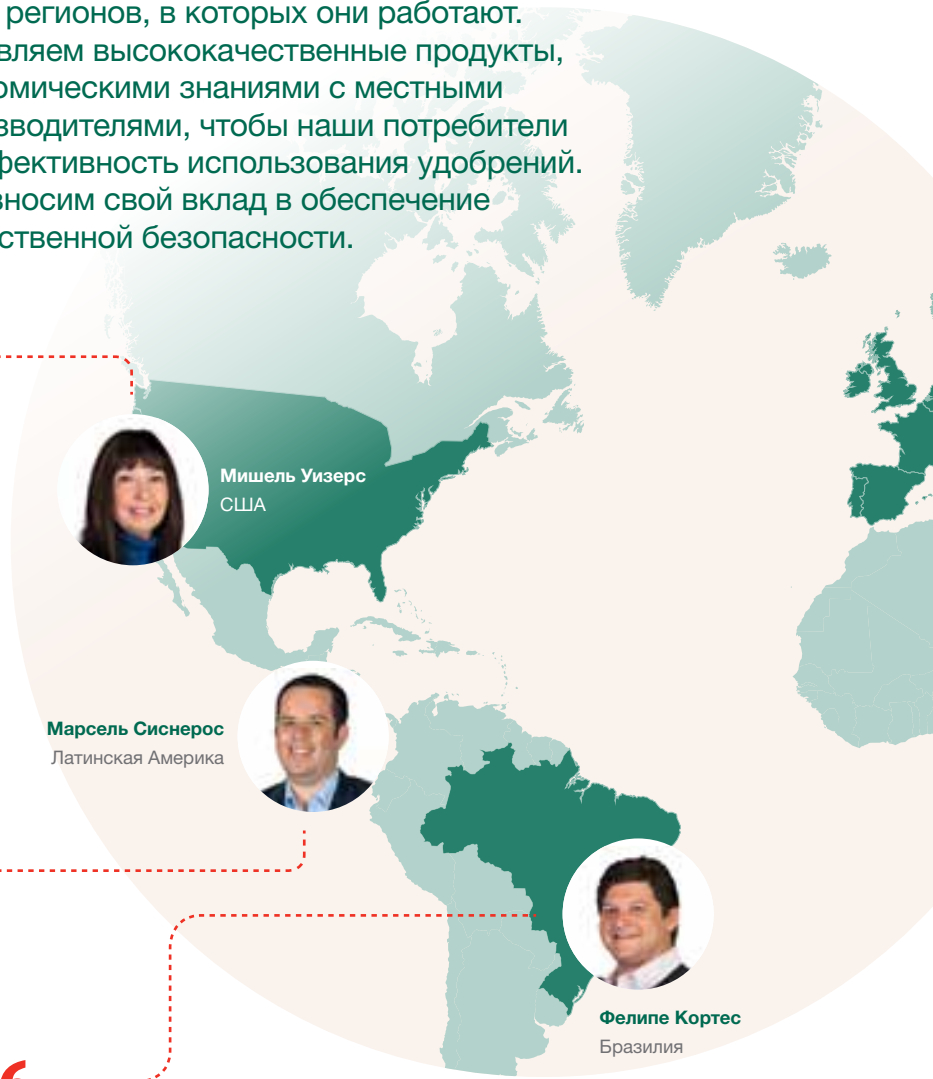 регионов, в которых они работают.
вляем высококачественные продукты,
омическими знаниями с местными
зводителями, чтобы наши потребители
фективность использования удобрений.
вносим свой вклад в обеспечение
ственной безопасности.
Мишель Уизерс
США
Марсель Сиснерос
Латинская Америка
Фелипе Кортес
Бразилия